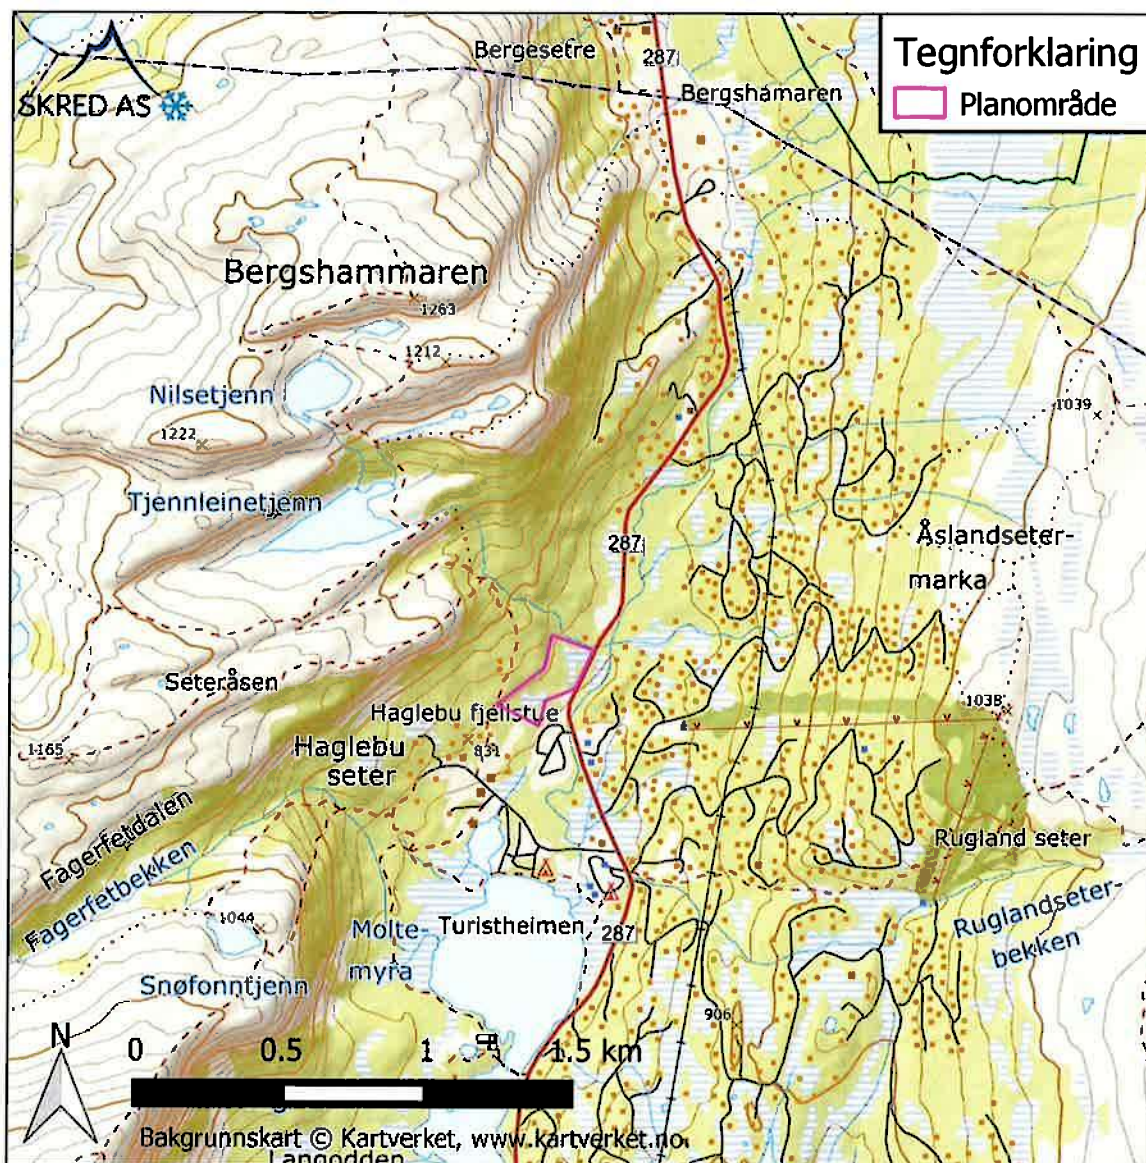 Bergesetre
287
Tegnforklaring
Planområde
SKRED AS
Bergshamaren
Bergshammaren
1263
1212
Nilsetjenn
1222
1039
Tjennleinetjenn
287
Åslandseter-
marka
Seteråsen
1038
Haglebu fjellstue
Haglebu
seter
831
1165
Fagerfetdalen
Fagerfetbekken
Rugland seter
1044
Molte-
myra
Turistheimen
287
Ruglandseter-
bekken
Snøfonntjenn
906
N
0 0.5 1 1.5 km
Bakgrunnskart © Kartverket, www.kartverket.no
Langodden